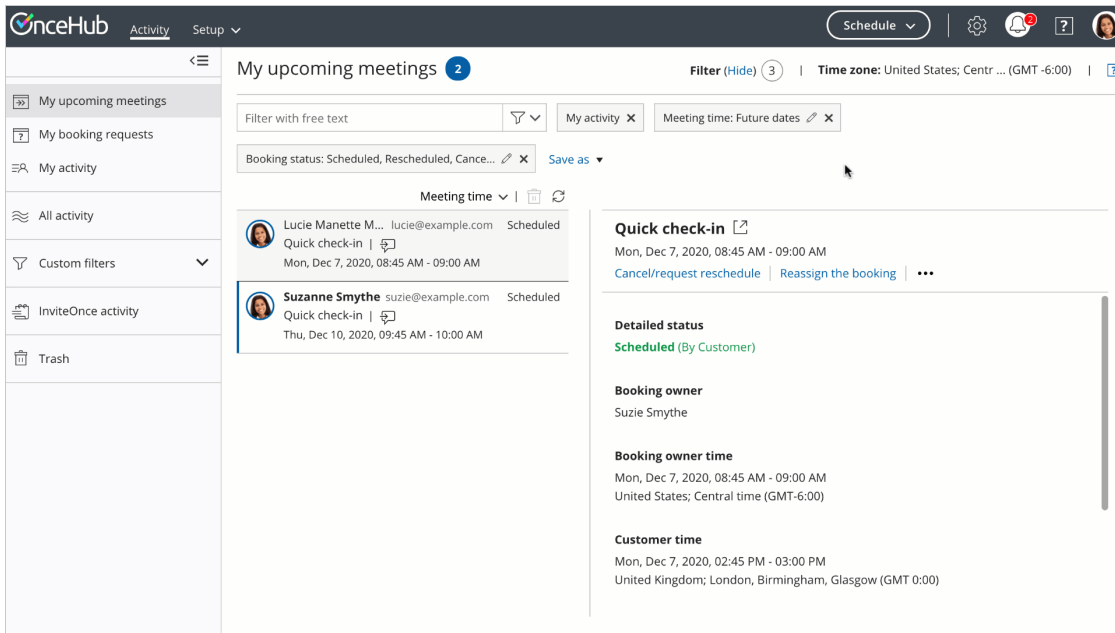 OnceHub Activity Setup Schedule 2 ?
My upcoming meetings
My booking requests
My activity
All activity
Custom filters
InviteOnce activity
Trash
My upcoming meetings 2 Filter (Hide) 3 | Time zone: United States; Centr ... (GMT -6:00) | ?
Filter with free text My activity Meeting time: Future dates
Booking status: Scheduled, Rescheduled, Cance... Save as
Meeting time |
Lucie Manette M... lucie@example.com Scheduled
Quick check-in |
Mon, Dec 7, 2020, 08:45 AM - 09:00 AM
Suzanne Smythe suzie@example.com Scheduled
Quick check-in |
Thu, Dec 10, 2020, 09:45 AM - 10:00 AM
Quick check-in
Mon, Dec 7, 2020, 08:45 AM - 09:00 AM
Cancel/request reschedule | Reassign the booking | •••
Detailed status
Scheduled (By Customer)
Booking owner
Suzie Smythe
Booking owner time
Mon, Dec 7, 2020, 08:45 AM - 09:00 AM
United States; Central time (GMT-6:00)
Customer time
Mon, Dec 7, 2020, 02:45 PM - 03:00 PM
United Kingdom; London, Birmingham, Glasgow (GMT 0:00)